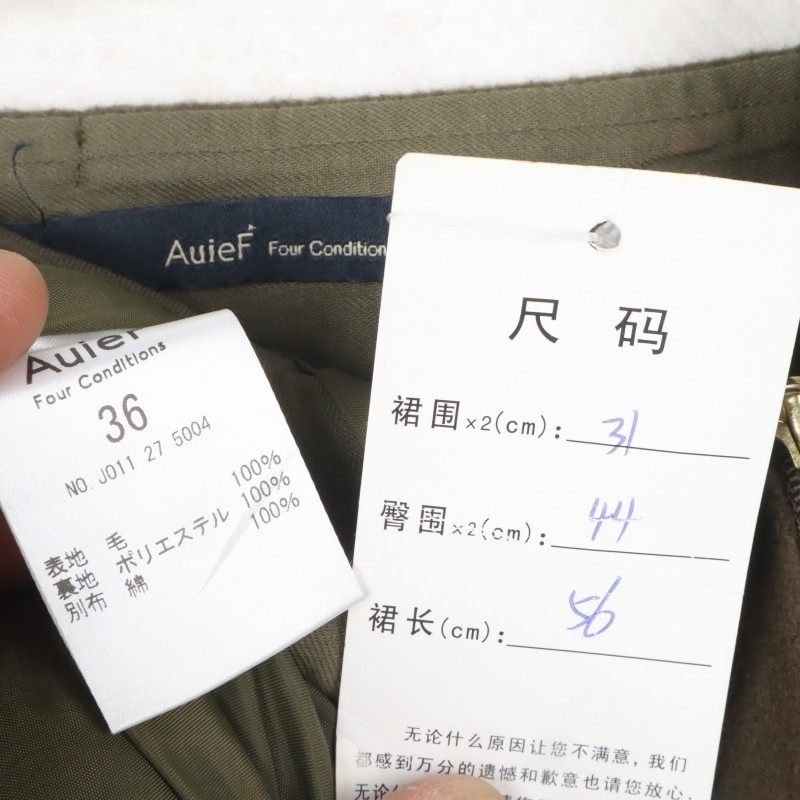 AuieF Four Condition
AuieF
Four Conditions
36
NO. J011 27 5004
表地 毛 100%
裏地 ポリエステル 100%
別布 綿 100%
尺 码
裙围×2(cm): 31
臀围×2(cm): 44
裙长(cm): 56
无论什么原因让您不满意,我们
都感到万分的遗憾和歉意也请您放心:
无论